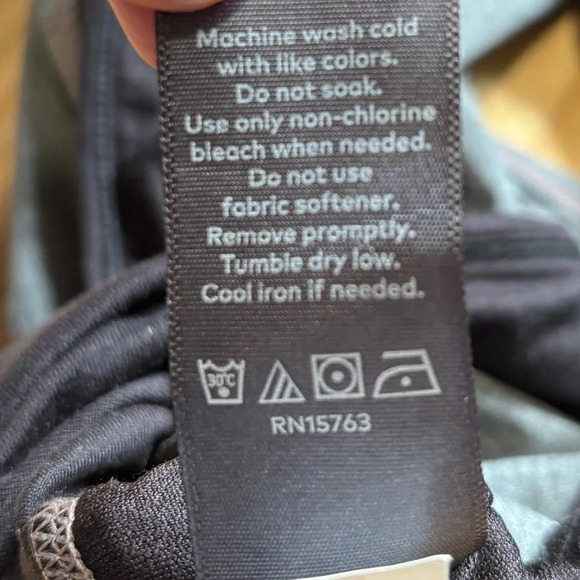 Machine wash cold
with like colors.
Do not soak.
Use only non-chlorine
bleach when needed.
Do not use
fabric softener.
Remove promptly.
Tumble dry low.
Cool iron if needed.
30°C
RN15763